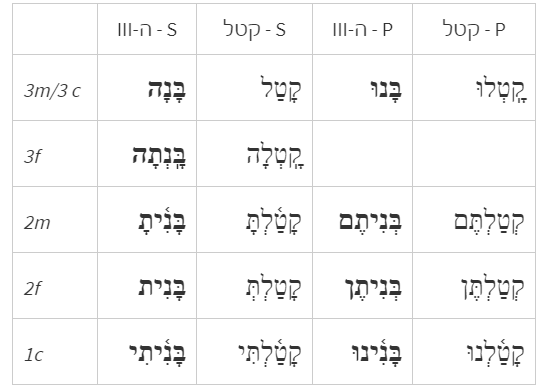 III-ה - S קטל - S III-ה - P קטל - P
3m/3 c בָּנָה קָטַל בָּנוּ קָֽטְלוּ
3f בָּֽנְתָה קָֽטְלָה
2m בָּנִ֫יתָ קָטַ֫לְתָּ בְּנִיתֶם קְטַלְתֶּם
2f בָּנִית קָטַלְתְּ בְּנִיתֶן קְטַלְתֶּן
1c בָּנִ֫יתִי קָטַ֫לְתִּי בָּנִ֫ינוּ קָטַ֫לְנוּ